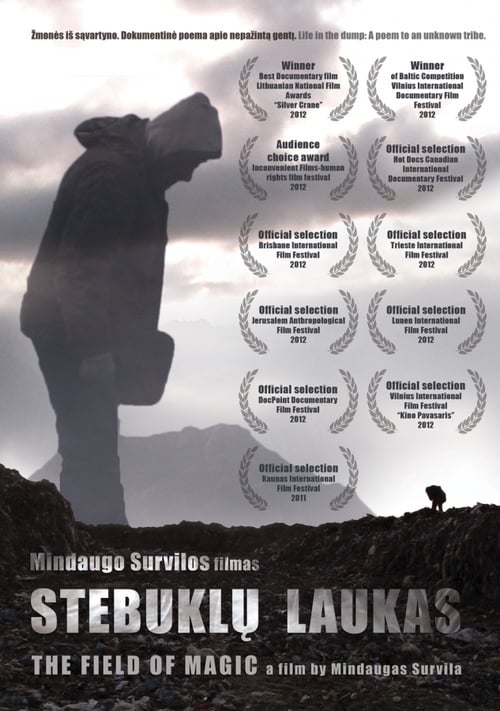 Žmonės iš sąvartyno. Dokumentinė poema apie nepažintą gentį. Life in the dump: A poem to an unknown tribe.
Winner
Best Documentary film
Lithuanian National Film
Awards
"Silver Crane"
2012
Winner
of Baltic Competition
Vilnius International
Documentary Film
Festival
2012
Audience
choice award
Inconvenient Films-human
rights film festival
2012
Official selection
Hot Docs Canadian
International
Documentary Festival
2012
Official selection
Brisbane International
Film Festival
2012
Official selection
Trieste International
Film Festival
2012
Official selection
Jerusalem Anthropological
Film Festival
2012
Official selection
Lunen International
Film Festival
2012
Official selection
DocPoint Documentary
Film Festival
2012
Official selection
Vilnius International
Film Festival
"Kino Pavasaris"
2012
Official selection
Kaunas International
Film Festival
2011
Mindaugo Survilos filmas
STEBUKLŲ LAUKAS
THE FIELD OF MAGIC a film by Mindaugas Survila